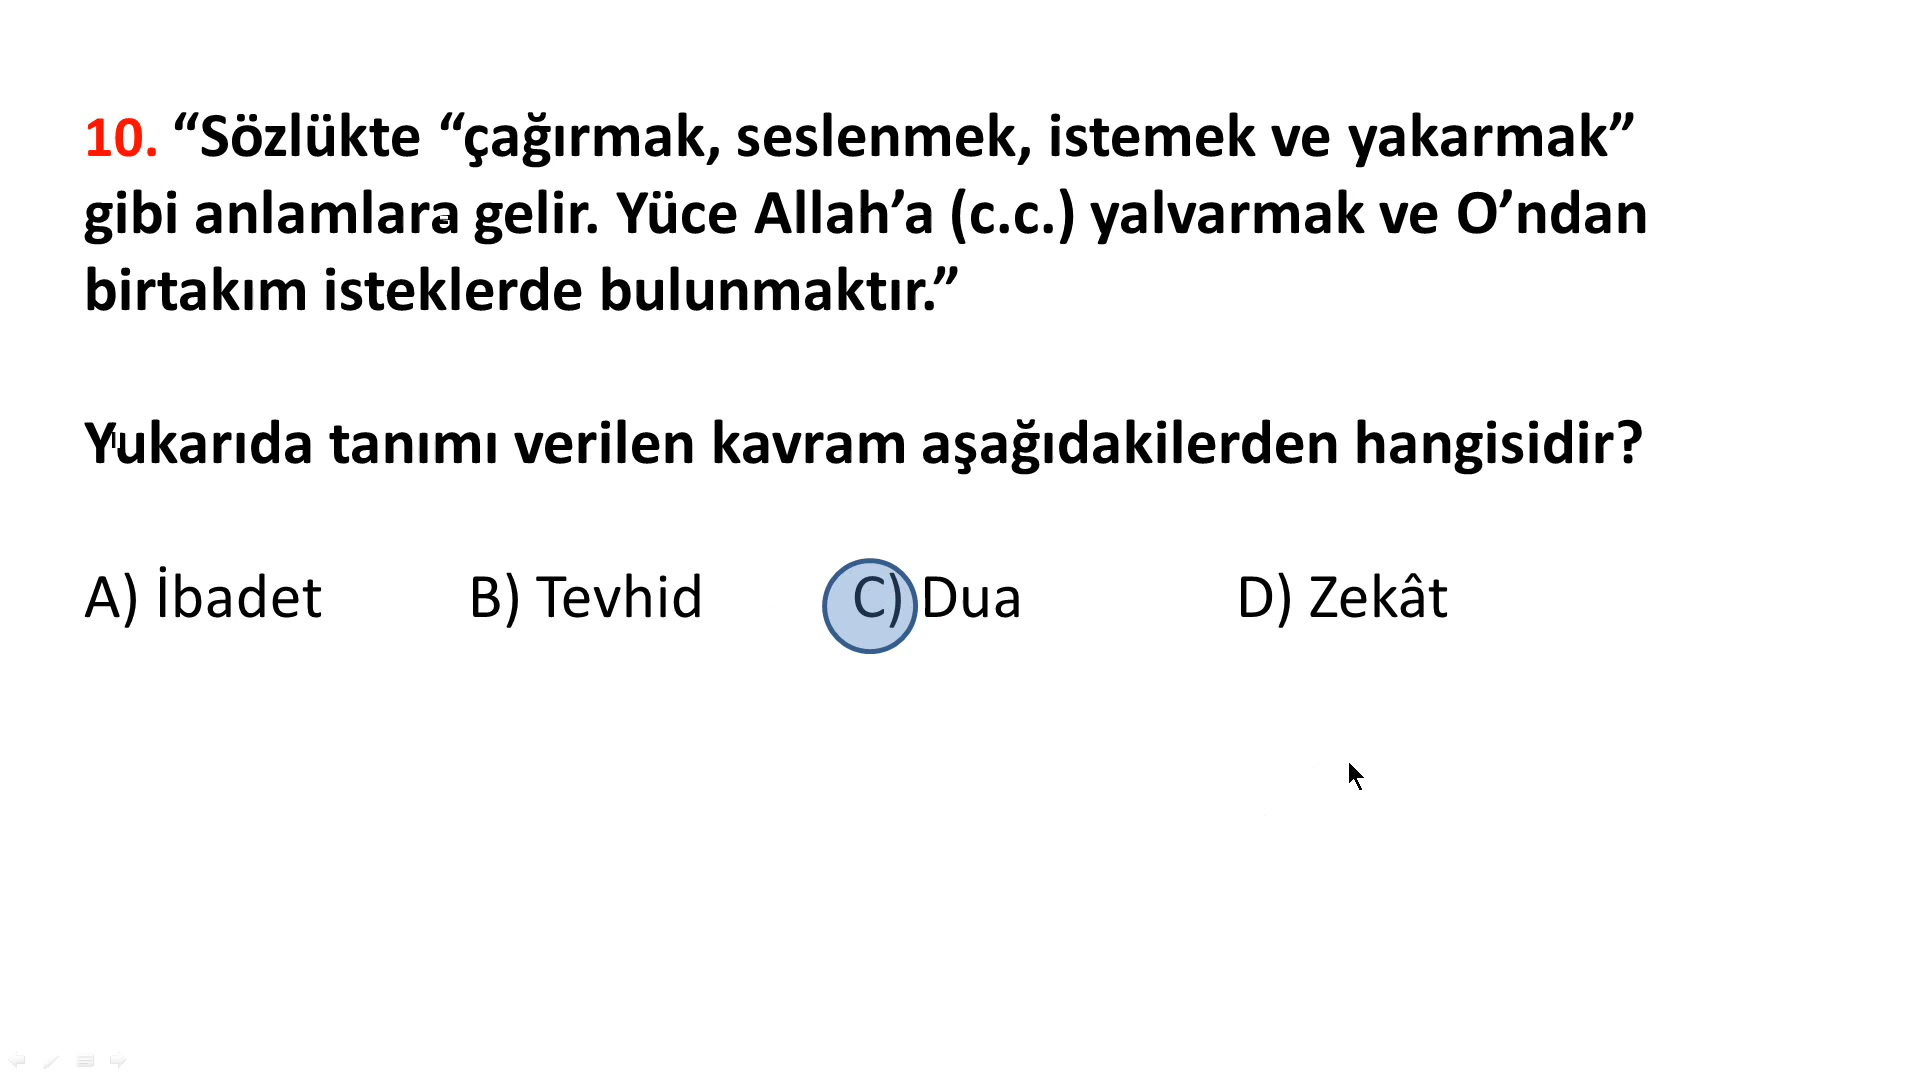 10. “Sözlükte “çağırmak, seslenmek, istemek ve yakarmak”
gibi anlamlara gelir. Yüce Allah’a (c.c.) yalvarmak ve O’ndan
birtakım isteklerde bulunmaktır.”
Yukarıda tanımı verilen kavram aşağıdakilerden hangisidir?
A) İbadet B) Tevhid C) Dua D) Zekât